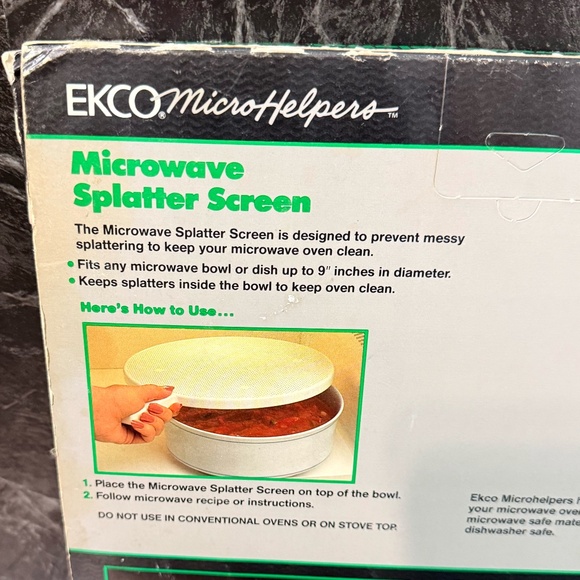 EKCO® MicroHelpers™
Microwave
Splatter Screen
The Microwave Splatter Screen is designed to prevent messy
splattering to keep your microwave oven clean.
• Fits any microwave bowl or dish up to 9" inches in diameter.
• Keeps splatters inside the bowl to keep oven clean.
Here's How to Use...
1. Place the Microwave Splatter Screen on top of the bowl.
2. Follow microwave recipe or instructions.
DO NOT USE IN CONVENTIONAL OVENS OR ON STOVE TOP.
Ekco Microhelpers
your microwave
microwave safe
dishwasher safe.